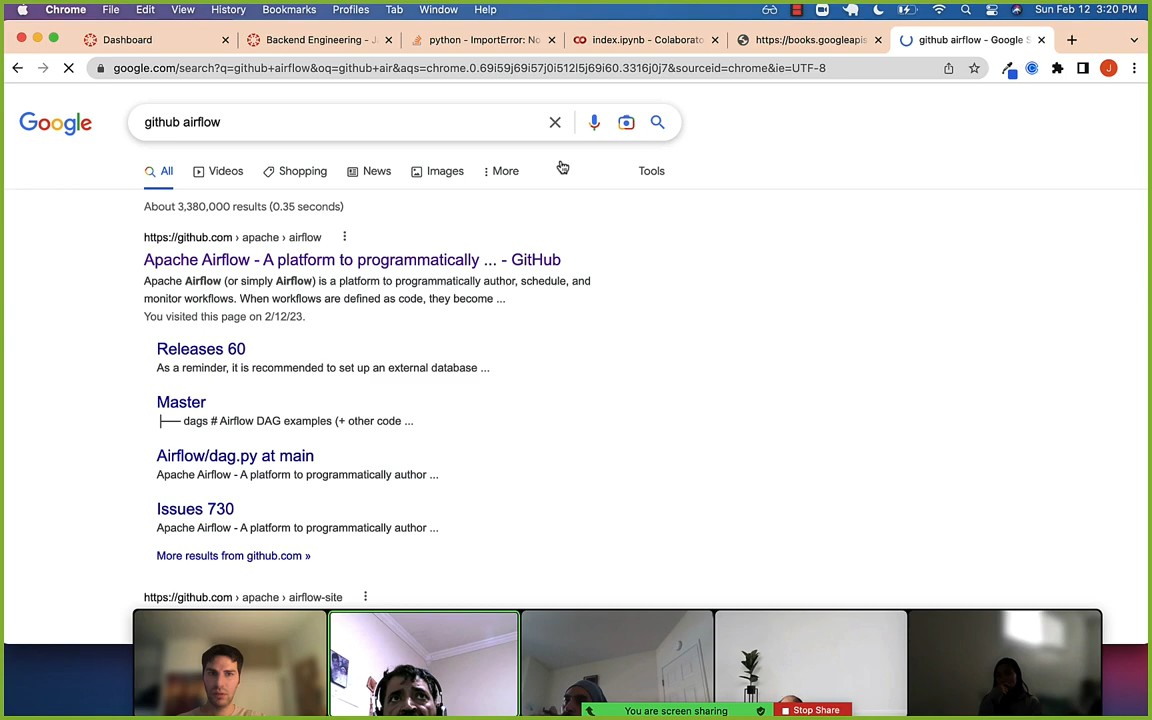 Chrome File Edit View History Bookmarks Profiles Tab Window Help Sun Feb 12 3:20 PM
Dashboard
Backend Engineering - J
python - ImportError: No
index.ipynb - Colaborato
https://books.googleapis
github airflow - Google S
google.com/search?q=github+airflow&oq=github+air&aqs=chrome.0.69i59j69i57j0i512l5j69i60.3316j0j7&sourceid=chrome&ie=UTF-8
J
Google
github airflow
All Videos Shopping News Images More Tools
About 3,380,000 results (0.35 seconds)
https://github.com › apache › airflow
Apache Airflow - A platform to programmatically ... - GitHub
Apache Airflow (or simply Airflow) is a platform to programmatically author, schedule, and
monitor workflows. When workflows are defined as code, they become ...
You visited this page on 2/12/23.
Releases 60
As a reminder, it is recommended to set up an external database ...
Master
├── dags # Airflow DAG examples (+ other code ...
Airflow/dag.py at main
Apache Airflow - A platform to programmatically author ...
Issues 730
Apache Airflow - A platform to programmatically author ...
More results from github.com »
https://github.com › apache › airflow-site
You are screen sharing Stop Share